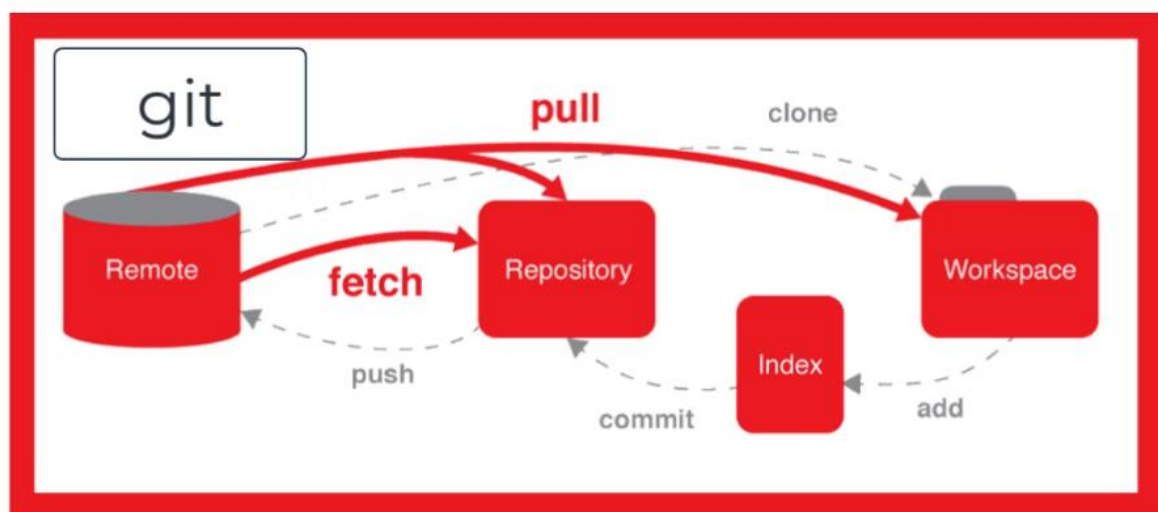 git
pull
clone
Remote
fetch
Repository
Workspace
push
Index
commit
add